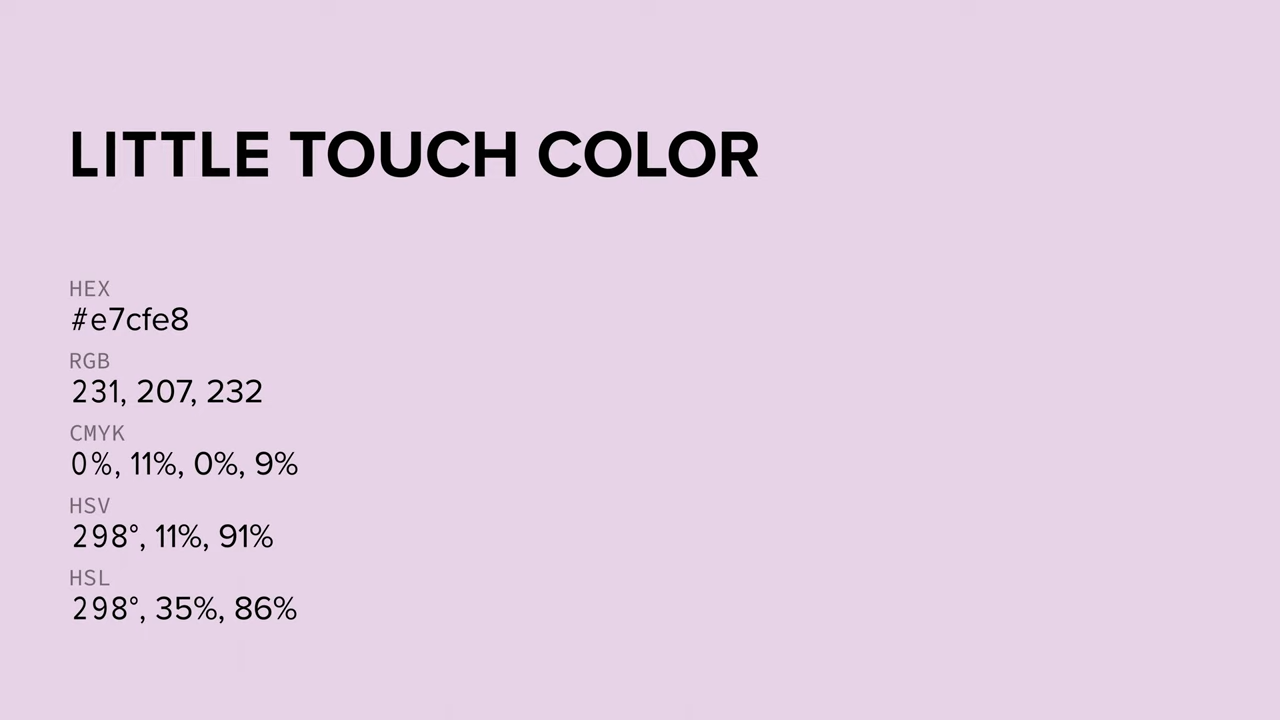 LITTLE TOUCH COLOR
HEX
#e7cfe8
RGB
231, 207, 232
CMYK
0%, 11%, 0%, 9%
HSV
298°, 11%, 91%
HSL
298°, 35%, 86%